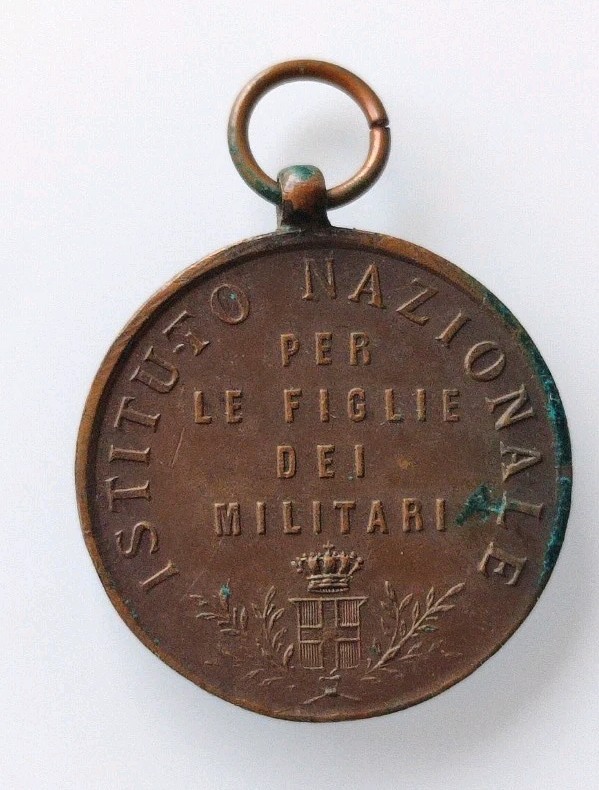 ISTITUTO NAZIONALE
PER
LE FIGLIE
DEI
MILITARI